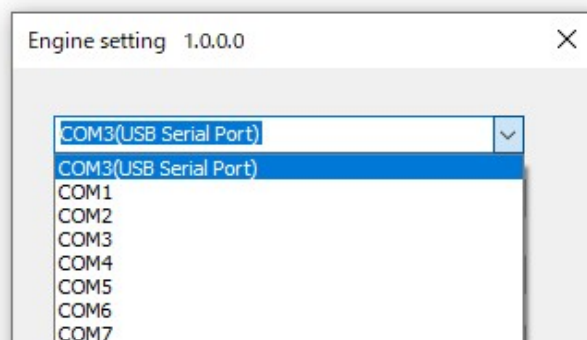 Engine setting 1.0.0.0
COM3(USB Serial Port)
COM3(USB Serial Port)
COM1
COM2
COM3
COM4
COM5
COM6
COM7